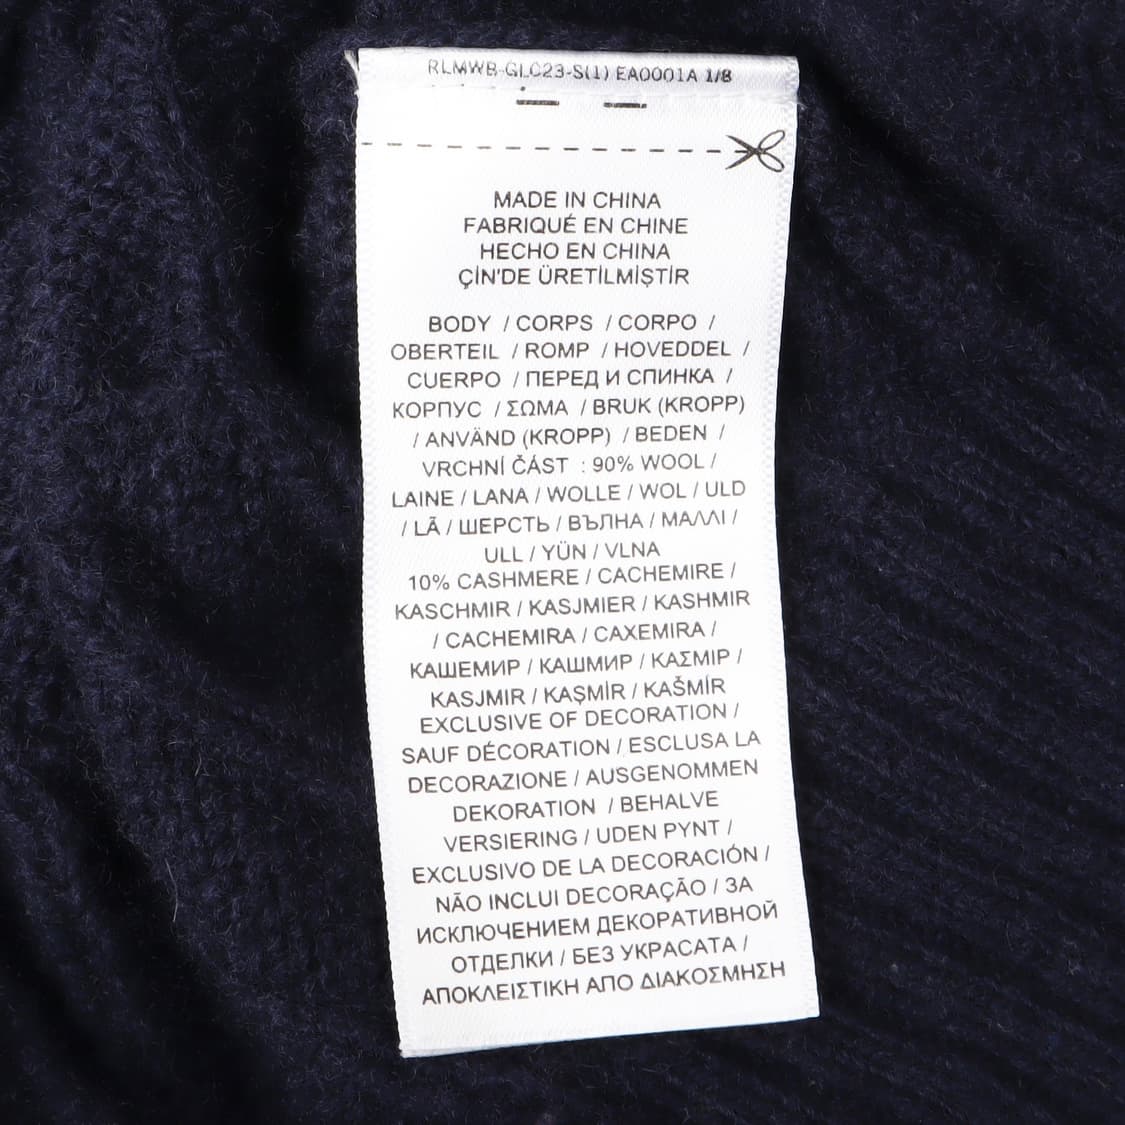 RLMWB-GLC23-S(1) EA0001A 1/8
MADE IN CHINA
FABRIQUÉ EN CHINE
HECHO EN CHINA
ÇİN'DE ÜRETİLMİŞTİR
BODY / CORPS / CORPO /
OBERTEIL / ROMP / HOVEDDEL /
CUERPO / ПЕРЕД И СПИНКА /
КОРПУС / ΣΩΜΑ / BRUK (KROPP)
/ ANVÄND (KROPP) / BEDEN /
VRCHNÍ ČÁST : 90% WOOL /
LAINE / LANA / WOLLE / WOL / ULD
/ LÃ / ШЕРСТЬ / ВЪЛНА / ΜΑΛΛΙ /
ULL / YÜN / VLNA
10% CASHMERE / CACHEMIRE /
KASCHMIR / KASJMIER / KASHMIR
/ CACHEMIRA / CAXEMIRA /
КАШЕМИР / КАШМИР / ΚΑΣΜΙΡ /
KASJMIR / KAŞMİR / KAŠMÍR
EXCLUSIVE OF DECORATION /
SAUF DÉCORATION / ESCLUSA LA
DECORAZIONE / AUSGENOMMEN
DEKORATION / BEHALVE
VERSIERING / UDEN PYNT /
EXCLUSIVO DE LA DECORACIÓN /
NÃO INCLUI DECORAÇÃO / ЗА
ИСКЛЮЧЕНИЕМ ДЕКОРАТИВНОЙ
ОТДЕЛКИ / БЕЗ УКРАСАТА /
ΑΠΟΚΛΕΙΣΤΙΚΗ ΑΠΟ ΔΙΑΚΟΣΜΗΣΗ